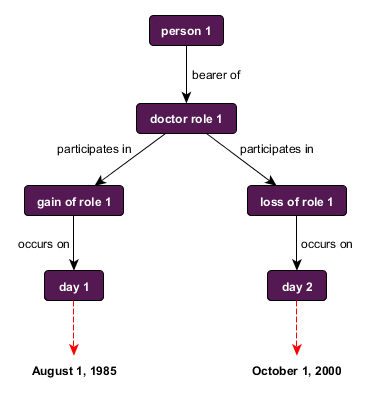 person 1
bearer of
doctor role 1
participates in
participates in
gain of role 1
loss of role 1
occurs on
occurs on
day 1
day 2
August 1, 1985
October 1, 2000